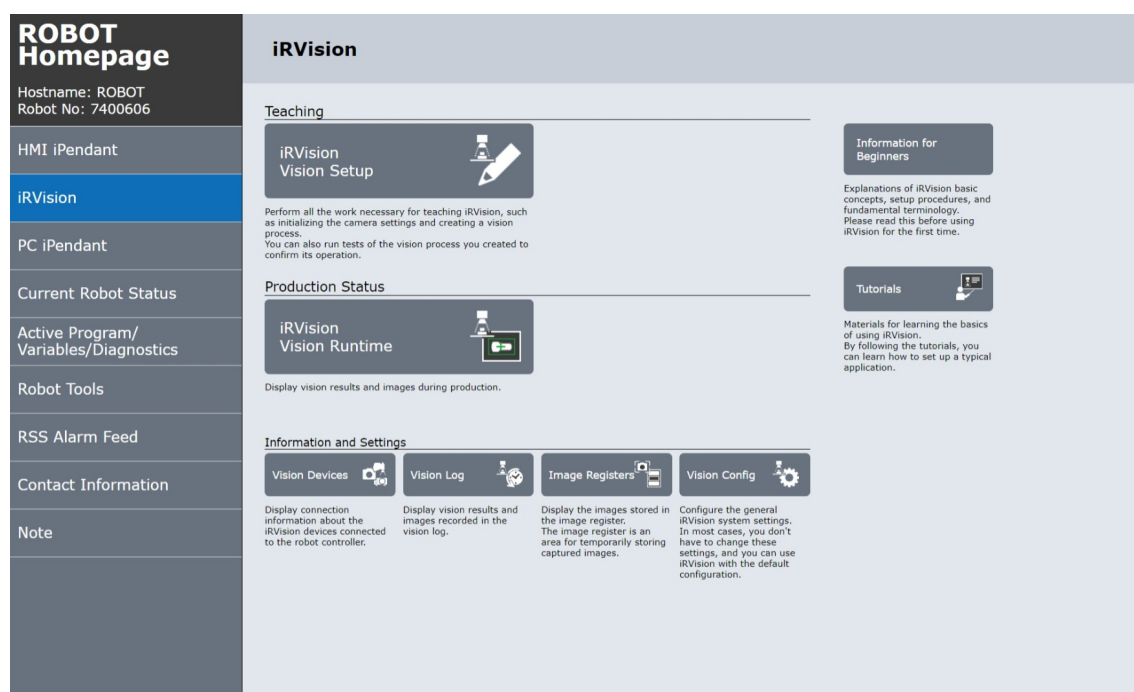 ROBOT
Homepage
Hostname: ROBOT
Robot No: 7400606
HMI iPendant
iRVision
PC iPendant
Current Robot Status
Active Program/
Variables/Diagnostics
Robot Tools
RSS Alarm Feed
Contact Information
Note
iRVision
Teaching
iRVision
Vision Setup
Perform all the work necessary for teaching iRVision, such
as initializing the camera settings and creating a vision
process.
You can also run tests of the vision process you created to
confirm its operation.
Production Status
iRVision
Vision Runtime
Display vision results and images during production.
Information and Settings
Vision Devices
Display connection
information about the
iRVision devices connected
to the robot controller.
Vision Log
Display vision results and
images recorded in the
vision log.
Image Registers
Display the images stored in
the image register.
The image register is an
area for temporarily storing
captured images.
Vision Config
Configure the general
iRVision system settings.
In most cases, you don't
have to change these
settings, and you can use
iRVision with the default
configuration.
Information for
Beginners
Explanations of iRVision basic
concepts, setup procedures, and
fundamental terminology.
Please read this before using
iRVision for the first time.
Tutorials
Materials for learning the basics
of using iRVision.
By following the tutorials, you
can learn how to set up a typical
application.